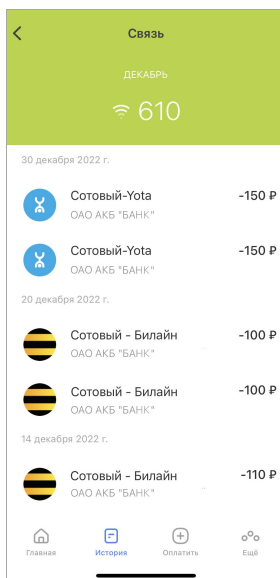 Связь
ДЕКАБРЬ
610
30 декабря 2022 г.
Сотовый-Yota -150 ₽
ОАО АКБ "БАНК"
Сотовый-Yota -150 ₽
ОАО АКБ "БАНК"
20 декабря 2022 г.
Сотовый - Билайн -100 ₽
ОАО АКБ "БАНК"
Сотовый - Билайн -100 ₽
ОАО АКБ "БАНК"
14 декабря 2022 г.
Сотовый - Билайн -110 ₽
ОАО АКБ "БАНК"
Главная История Оплатить Ещё